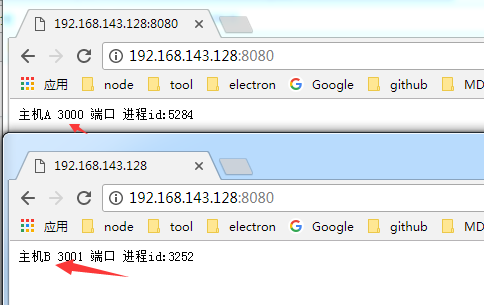 192.168.143.128:8080
192.168.143.128:8080
应用 node tool electron Google github MD
主机A 3000 端口 进程id:5284
192.168.143.128
192.168.143.128:8080
应用 node tool electron Google github MD
主机B 3001 端口 进程id:3252